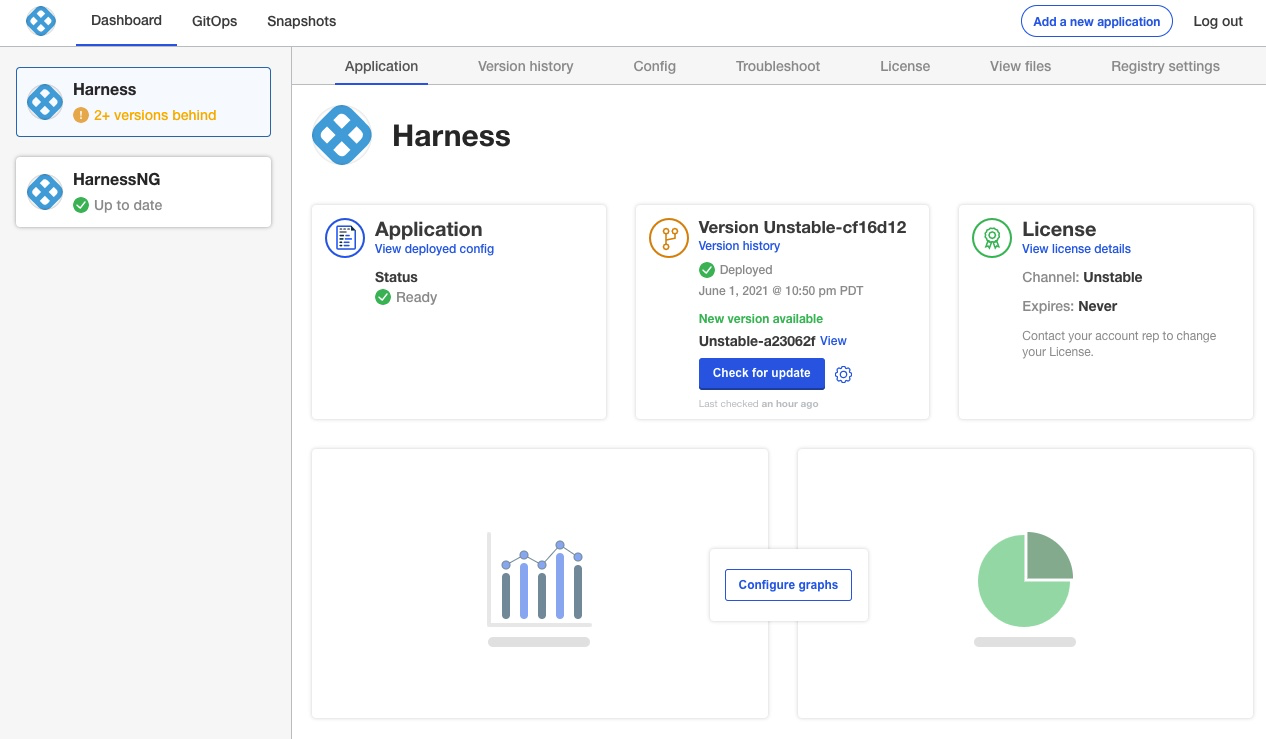 Dashboard
GitOps
Snapshots
Add a new application
Log out
Harness
! 2+ versions behind
HarnessNG
Up to date
Application
Version history
Config
Troubleshoot
License
View files
Registry settings
Harness
Application
View deployed config
Status
Ready
Version Unstable-cf16d12
Version history
Deployed
June 1, 2021 @ 10:50 pm PDT
New version available
Unstable-a23062f View
Check for update
Last checked an hour ago
License
View license details
Channel: Unstable
Expires: Never
Contact your account rep to change
your License.
Configure graphs